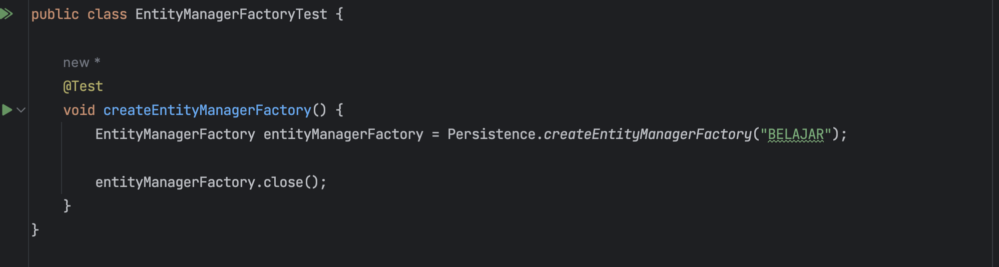 public class EntityManagerFactoryTest {
new *
@Test
void createEntityManagerFactory() {
EntityManagerFactory entityManagerFactory = Persistence.createEntityManagerFactory("BELAJAR");
entityManagerFactory.close();
}
}